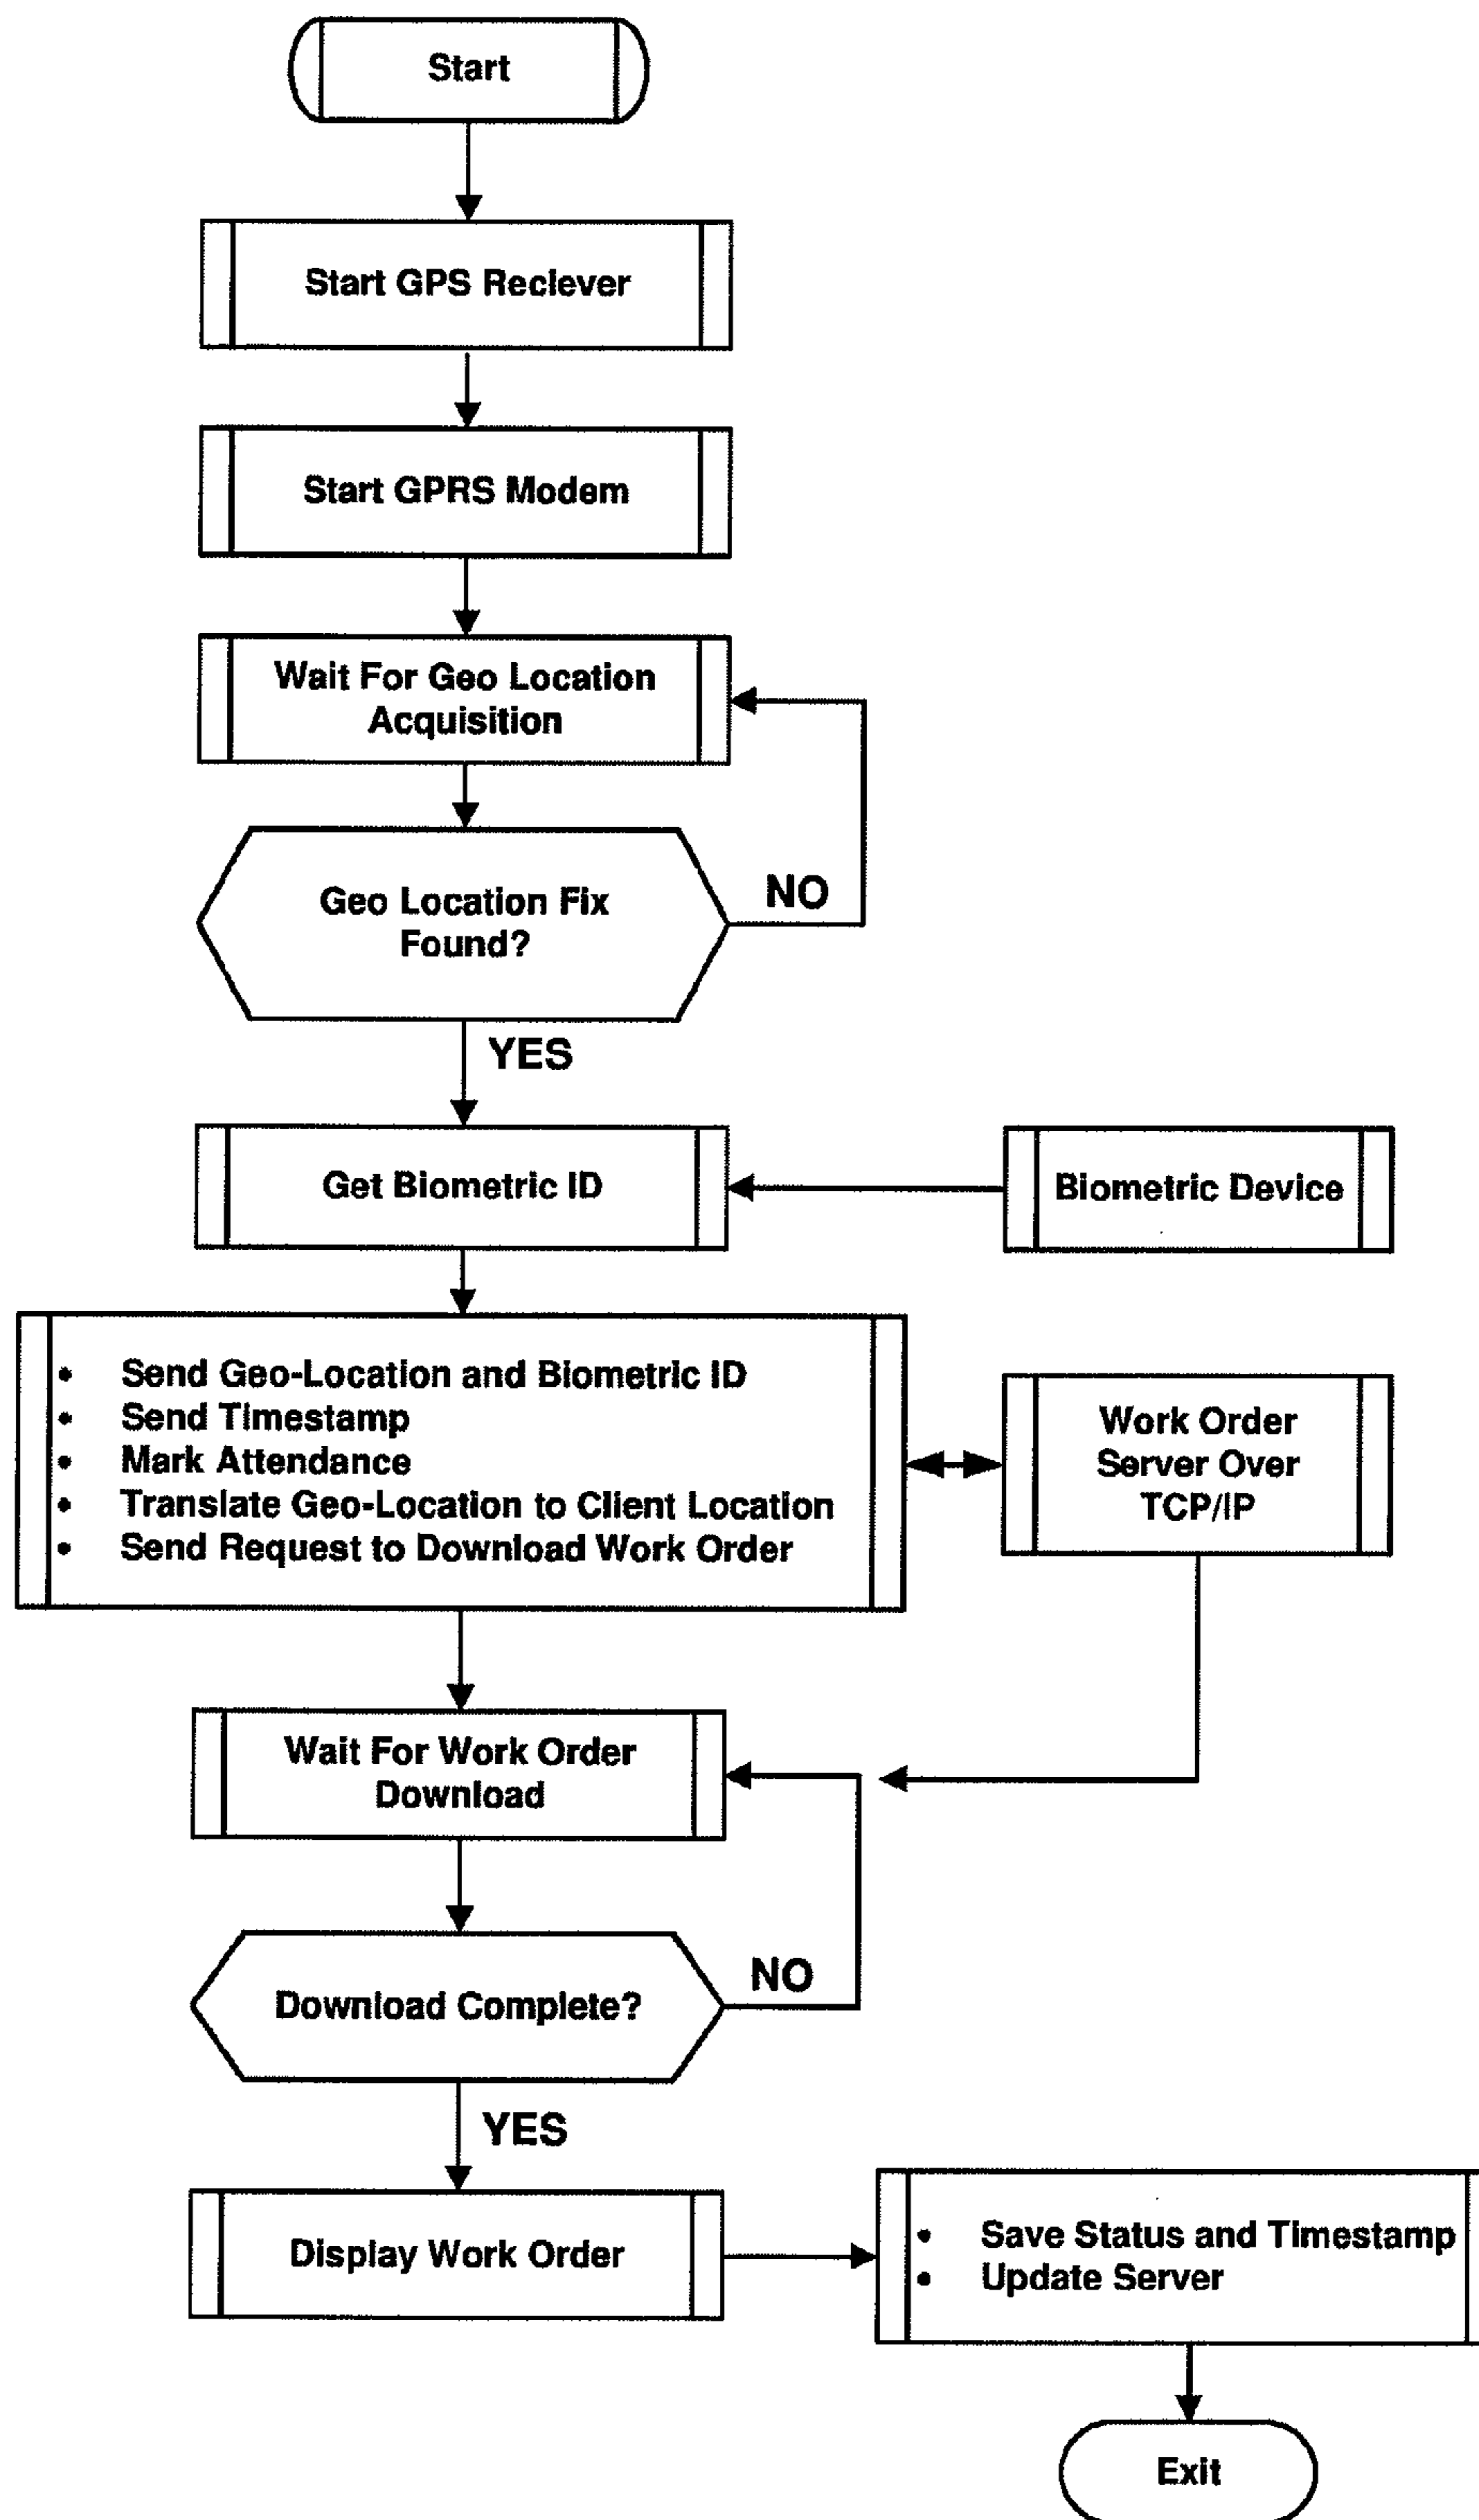 Start
Start GPS Reciever
Start GPRS Modem
Wait For Geo Location
Acquisition
Geo Location Fix
Found?
NO
YES
Get Biometric ID
Biometric Device
• Send Geo-Location and Biometric ID
• Send Timestamp
• Mark Attendance
• Translate Geo-Location to Client Location
• Send Request to Download Work Order
Work Order
Server Over
TCP/IP
Wait For Work Order
Download
Download Complete?
NO
YES
Display Work Order
• Save Status and Timestamp
• Update Server
Exit